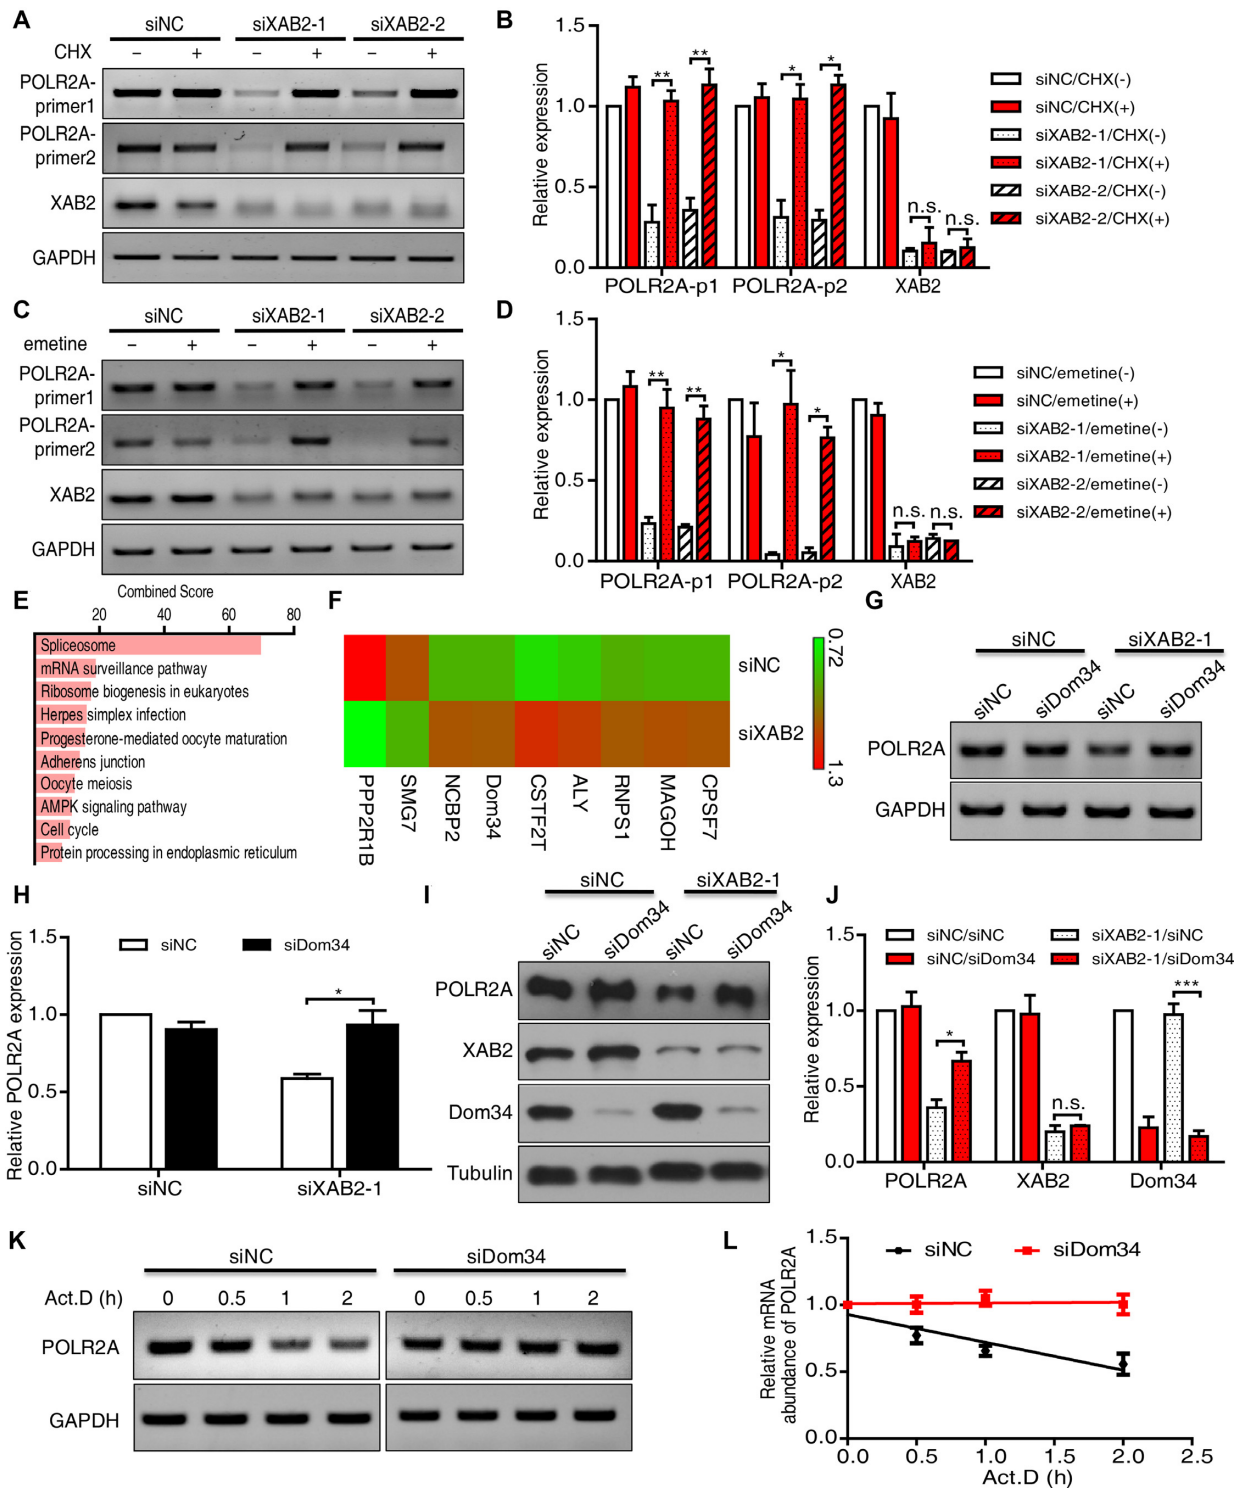 A
siNC siXAB2-1 siXAB2-2
CHX – + – + – +
POLR2A-
primer1
POLR2A-
primer2
XAB2
GAPDH
B
1.5
1.0
0.5
0.0
Relative expression
** ** * * n.s. n.s.
POLR2A-p1 POLR2A-p2 XAB2
siNC/CHX(-)
siNC/CHX(+)
siXAB2-1/CHX(-)
siXAB2-1/CHX(+)
siXAB2-2/CHX(-)
siXAB2-2/CHX(+)
C
siNC siXAB2-1 siXAB2-2
emetine – + – + – +
POLR2A-
primer1
POLR2A-
primer2
XAB2
GAPDH
D
1.5
1.0
0.5
0.0
Relative expression
** ** * * n.s. n.s.
POLR2A-p1 POLR2A-p2 XAB2
siNC/emetine(-)
siNC/emetine(+)
siXAB2-1/emetine(-)
siXAB2-1/emetine(+)
siXAB2-2/emetine(-)
siXAB2-2/emetine(+)
E
Combined Score
20 40 60 80
Spliceosome
mRNA surveillance pathway
Ribosome biogenesis in eukaryotes
Herpes simplex infection
Progesterone-mediated oocyte maturation
Adherens junction
Oocyte meiosis
AMPK signaling pathway
Cell cycle
Protein processing in endoplasmic reticulum
F
siNC
siXAB2
0.72
1.3
PPP2R1B SMG7 NCBP2 Dom34 CSTF2T ALY RNPS1 MAGOH CPSF7
G
siNC siXAB2-1
siNC siDom34 siNC siDom34
POLR2A
GAPDH
H
Relative POLR2A expression
1.5
1.0
0.5
0.0
siNC siDom34
*
siNC siXAB2-1
I
siNC siXAB2-1
siNC siDom34 siNC siDom34
POLR2A
XAB2
Dom34
Tubulin
J
Relative expression
1.5
1.0
0.5
0.0
siNC/siNC siXAB2-1/siNC
siNC/siDom34 siXAB2-1/siDom34
* n.s. ***
POLR2A XAB2 Dom34
K
siNC siDom34
Act.D (h) 0 0.5 1 2 0 0.5 1 2
POLR2A
GAPDH
L
Relative mRNA
abundance of POLR2A
1.5
1.0
0.5
0.0
siNC siDom34
0.0 0.5 1.0 1.5 2.0 2.5
Act.D (h)